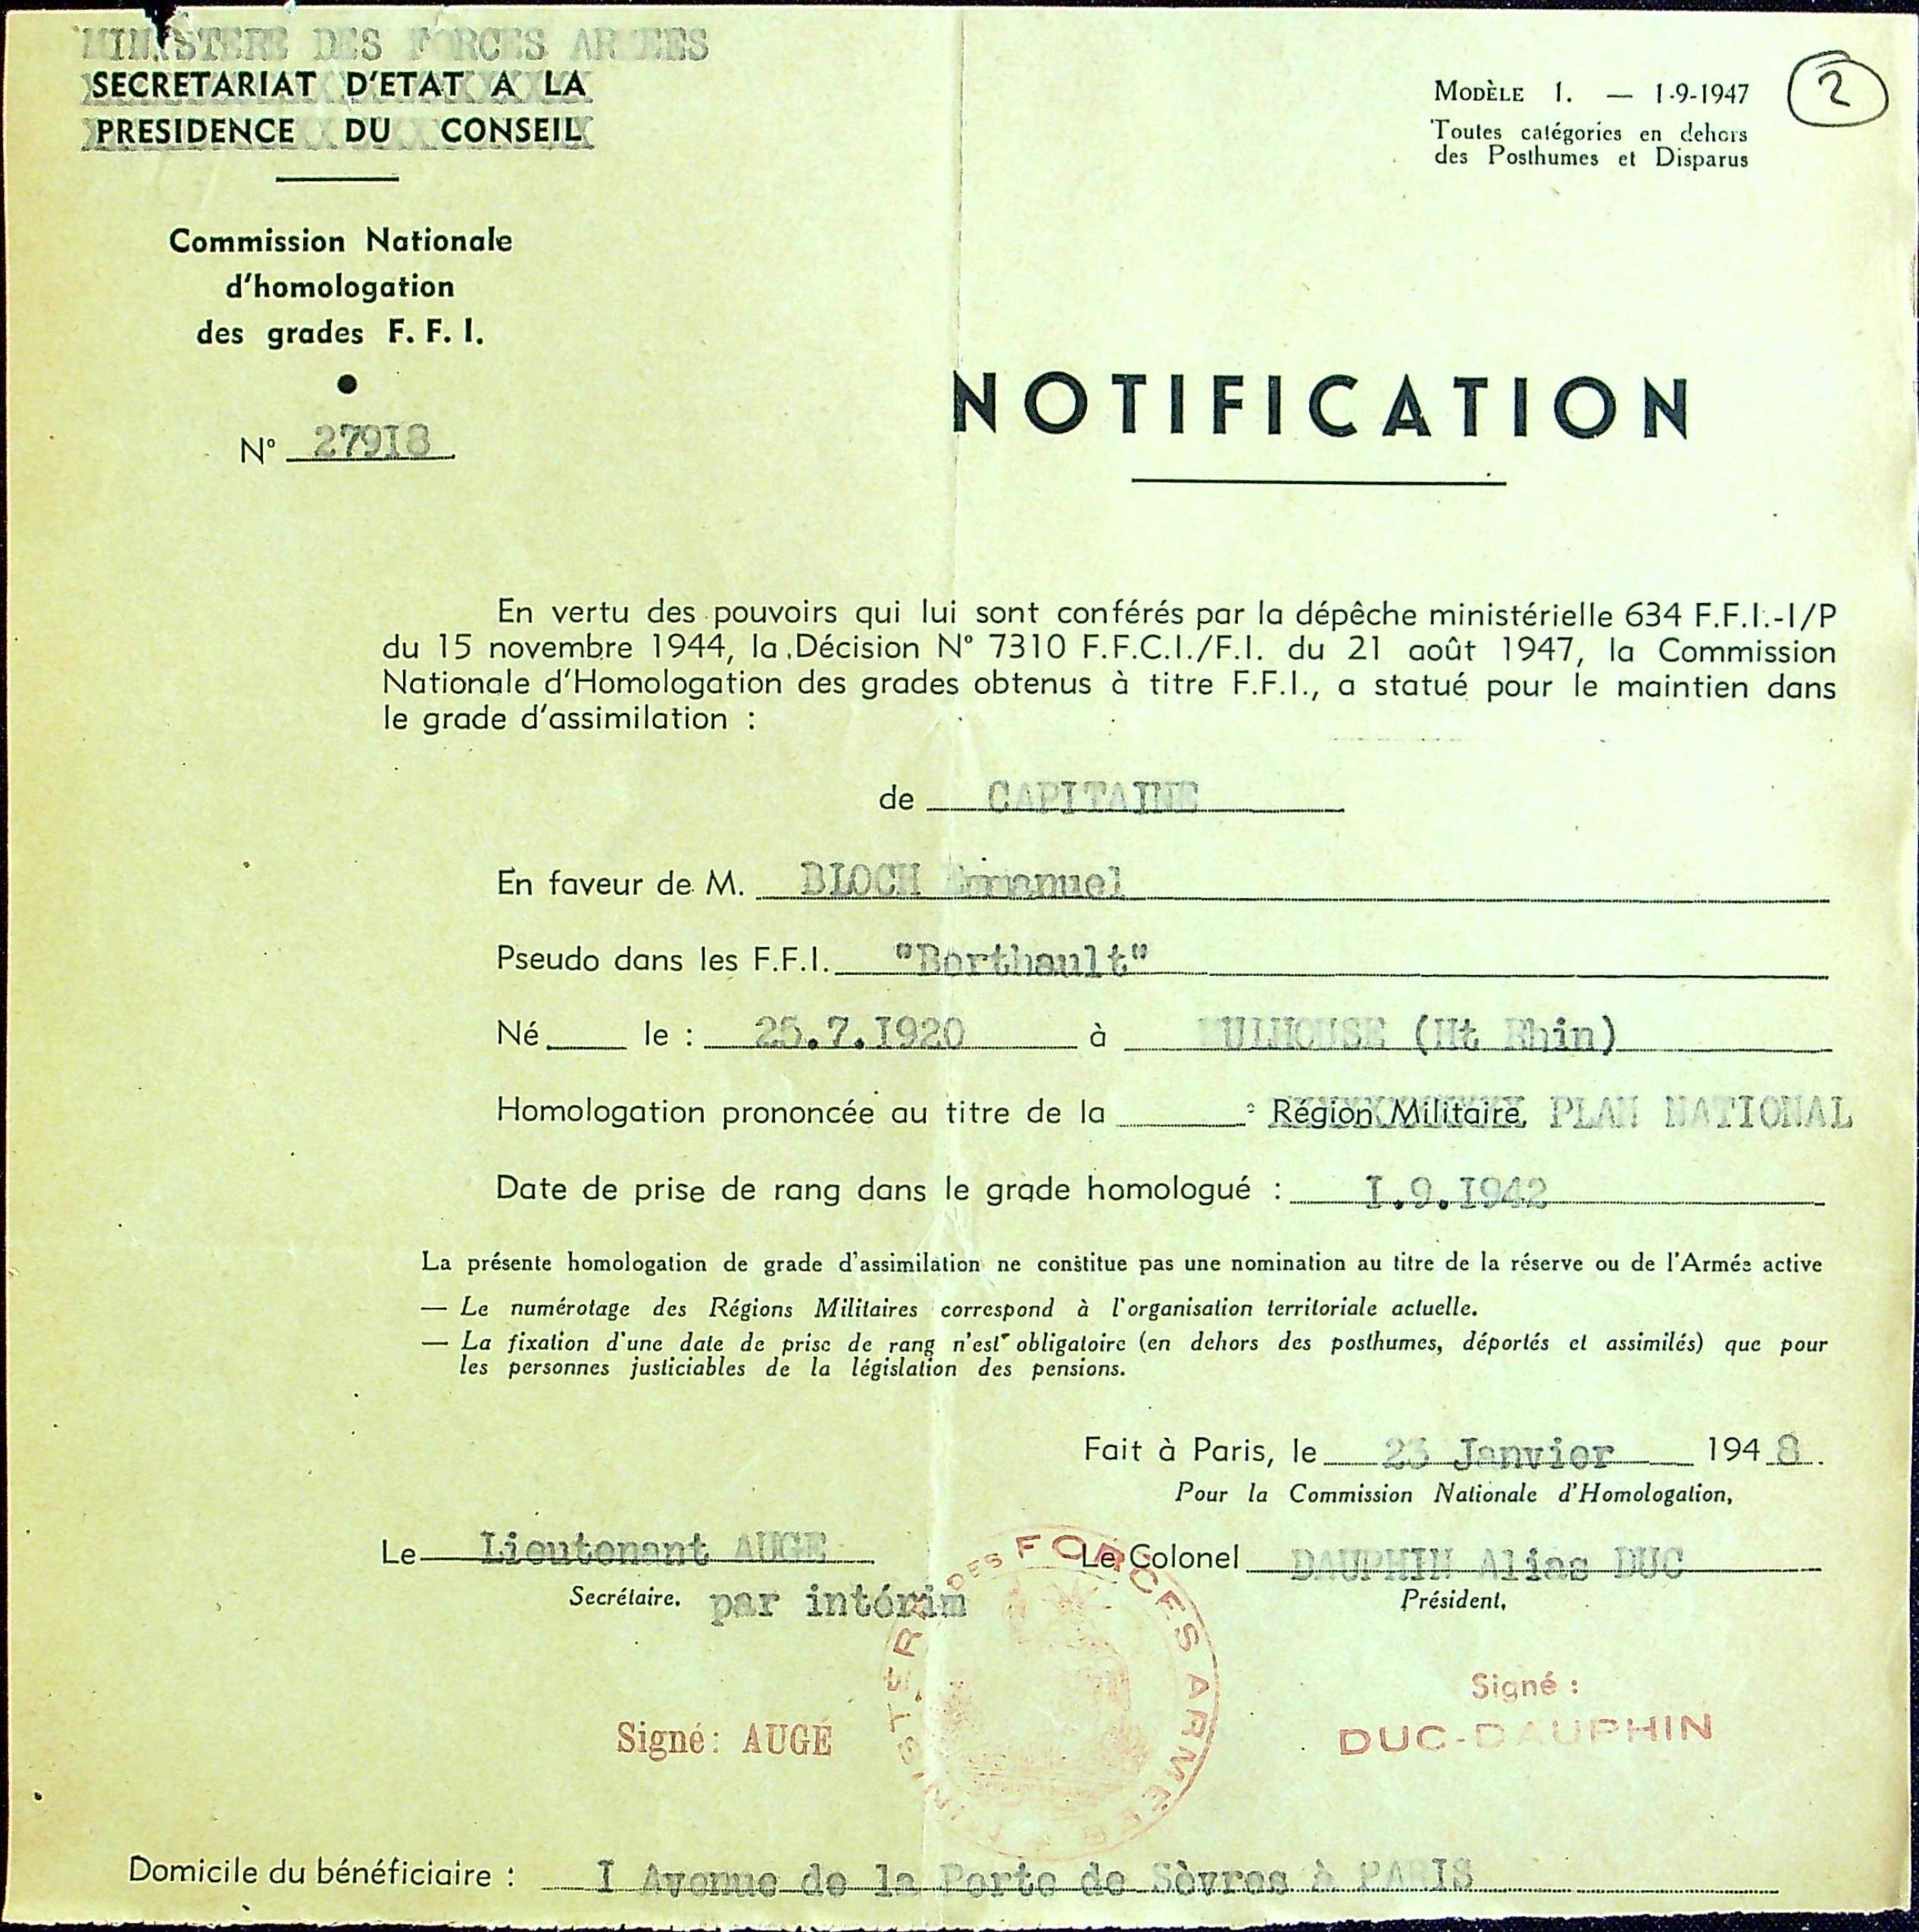 MINISTERE DES FORCES ARMEES
SECRETARIAT D'ETAT A LA
PRESIDENCE DU CONSEIL
Modèle 1. — 1-9-1947
2
Toutes catégories en dehors
des Posthumes et Disparus
Commission Nationale
d'homologation
des grades F. F. I.
N° 27918
NOTIFICATION
En vertu des pouvoirs qui lui sont conférés par la dépêche ministérielle 634 F.F.I.-I/P
du 15 novembre 1944, la Décision N° 7310 F.F.C.I./F.I. du 21 août 1947, la Commission
Nationale d'Homologation des grades obtenus à titre F.F.I., a statué pour le maintien dans
le grade d'assimilation :
de CAPITAINE
En faveur de M. BLOCH Emmanuel
Pseudo dans les F.F.I. "Berthault"
Né le : 25.7.I920 à MULHOUSE (Ht Rhin)
Homologation prononcée au titre de la ° Région Militaire, PLAN NATIONAL
Date de prise de rang dans le grade homologué : I.9.I942
La présente homologation de grade d'assimilation ne constitue pas une nomination au titre de la réserve ou de l'Armée active
— Le numérotage des Régions Militaires correspond à l'organisation territoriale actuelle.
— La fixation d'une date de prise de rang n'est obligatoire (en dehors des posthumes, déportés et assimilés) que pour
les personnes justiciables de la législation des pensions.
Fait à Paris, le 23 Janvier 1948.
Pour la Commission Nationale d'Homologation,
Le Lieutenant AUGE
Le Colonel DAUPHIN Alias DUC
Secrétaire. par intérim
Président,
MINISTERE DES FORCES ARMEES
Signé :
DUC-DAUPHIN
Signé: AUGÉ
Domicile du bénéficiaire : I Avenue de la Porte de Sèvres à PARIS